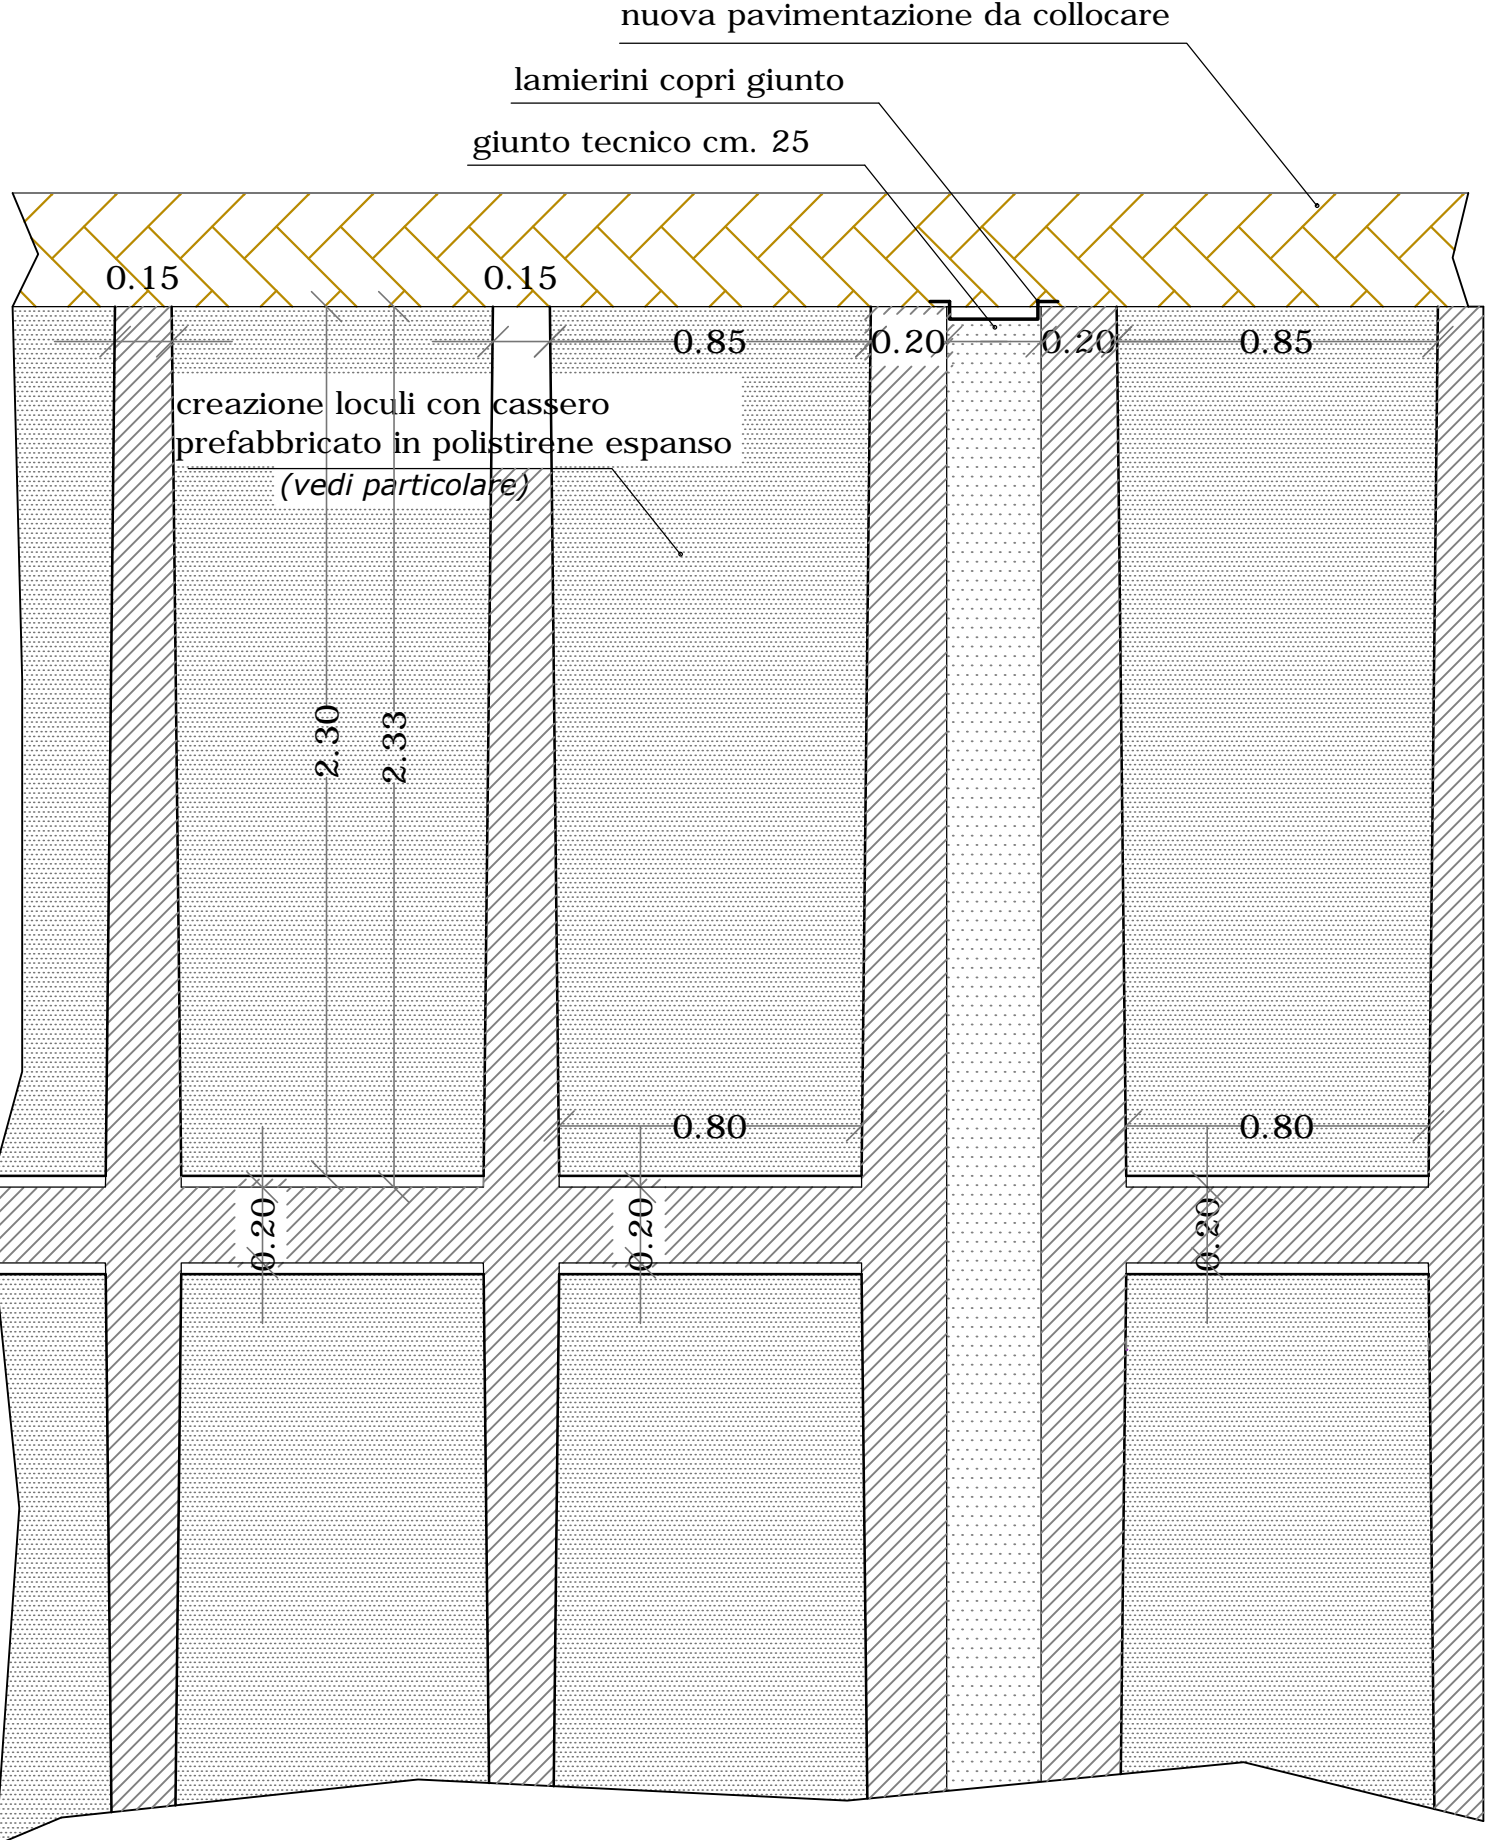 nuova pavimentazione da collocare
lamierini copri giunto
giunto tecnico cm. 25
0.15
0.15
0.85
0.20
0.20
0.85
creazione loculi con cassero
prefabbricato in polistirene espanso
(vedi particolare)
2.30
2.33
0.80
0.80
0.20
0.20
0.20